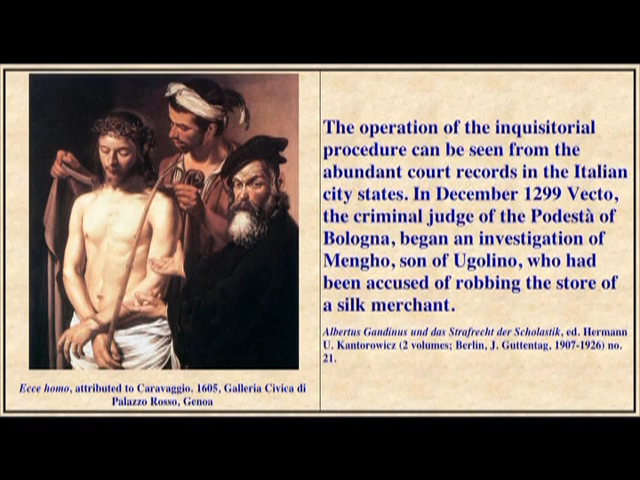 The operation of the inquisitorial
procedure can be seen from the
abundant court records in the Italian
city states. In December 1299 Vecto,
the criminal judge of the Podestà of
Bologna, began an investigation of
Mengho, son of Ugolino, who had
been accused of robbing the store of
a silk merchant.
Albertus Gandinus und das Strafrecht der Scholastik, ed. Hermann
U. Kantorowicz (2 volumes; Berlin, J. Guttentag, 1907-1926) no.
21.
Ecce homo, attributed to Caravaggio. 1605, Galleria Civica di
Palazzo Rosso, Genoa